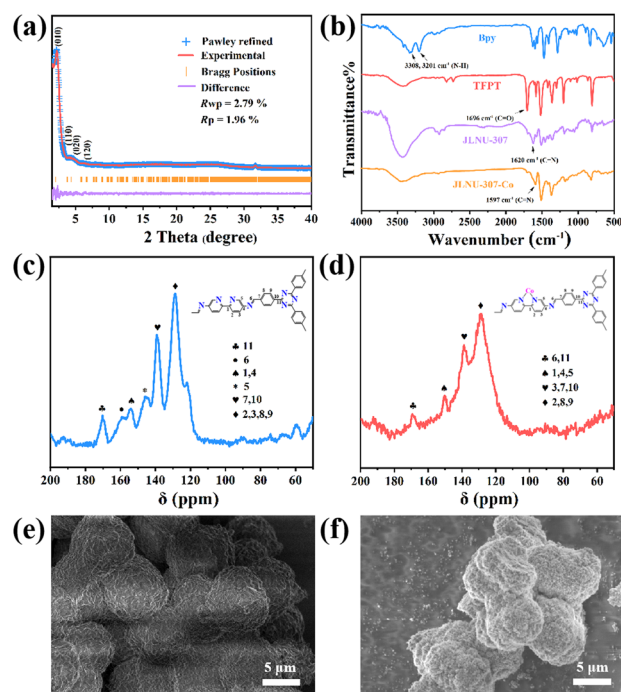 (a)
(010)
(110)
(020)
(120)
Pawley refined
Experimental
Bragg Positions
Difference
Rwp = 2.79 %
Rp = 1.96 %
5 10 15 20 25 30 35 40
2 Theta (degree)
(b)
Transmittance%
Bpy
3308, 3201 cm⁻¹ (N-H)
TFPT
1696 cm⁻¹ (C=O)
JLNU-307
1620 cm⁻¹ (C=N)
JLNU-307-Co
1597 cm⁻¹ (C=N)
4000 3500 3000 2500 2000 1500 1000 500
Wavenumber (cm⁻¹)
(c)
♣ 11
● 6
♠ 1,4
* 5
♥ 7,10
♦ 2,3,8,9
200 180 160 140 120 100 80 60 50
δ (ppm)
(d)
Co
♣ 6,11
♠ 1,4,5
♥ 3,7,10
♦ 2,8,9
200 180 160 140 120 100 80 60 50
δ (ppm)
(e)
5 μm
(f)
5 μm